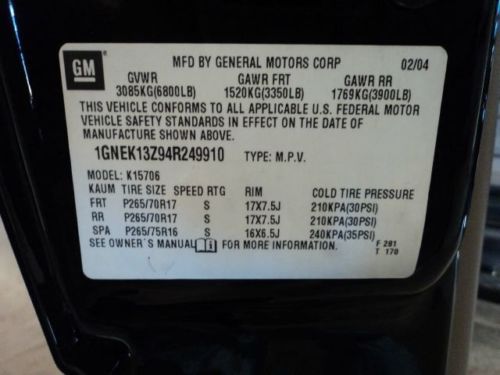 GM
MFD BY GENERAL MOTORS CORP 02/04
GVWR GAWR FRT GAWR RR
3085KG(6800LB) 1520KG(3350LB) 1769KG(3900LB)
THIS VEHICLE CONFORMS TO ALL APPLICABLE U.S. FEDERAL MOTOR
VEHICLE SAFETY STANDARDS IN EFFECT ON THE DATE OF
MANUFACTURE SHOWN ABOVE.
1GNEK13Z94R249910 TYPE: M.P.V.
MODEL: K15706
KAUM TIRE SIZE SPEED RTG RIM COLD TIRE PRESSURE
FRT P265/70R17 S 17X7.5J 210KPA(30PSI)
RR P265/70R17 S 17X7.5J 210KPA(30PSI)
SPA P265/75R16 S 16X6.5J 240KPA(35PSI)
SEE OWNER'S MANUAL FOR MORE INFORMATION. F 281
T 170